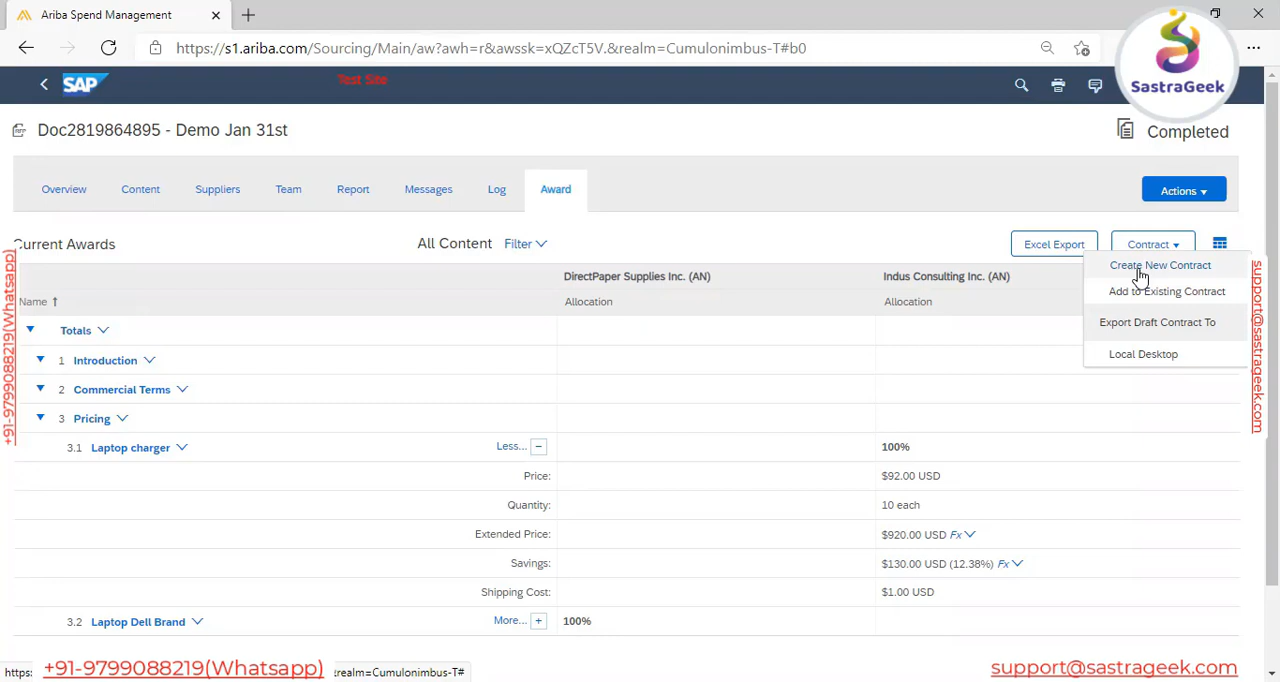 Ariba Spend Management
https://s1.ariba.com/Sourcing/Main/aw?awh=r&awssk=xQZcT5V.&realm=Cumulonimbus-T#b0
SastraGeek
SAP
Test Site
Doc2819864895 - Demo Jan 31st
Completed
Overview Content Suppliers Team Report Messages Log Award
Actions
Current Awards
All Content Filter
Excel Export Contract
Create New Contract
Add to Existing Contract
Export Draft Contract To
Local Desktop
DirectPaper Supplies Inc. (AN) Indus Consulting Inc. (AN)
Name ↑ Allocation Allocation
Totals
1 Introduction
2 Commercial Terms
3 Pricing
3.1 Laptop charger Less... 100%
Price: $92.00 USD
Quantity: 10 each
Extended Price: $920.00 USD Fx
Savings: $130.00 USD (12.38%) Fx
Shipping Cost: $1.00 USD
3.2 Laptop Dell Brand More... 100%
+91-9799088219(Whatsapp)
support@sastrageek.com
https: +91-9799088219(Whatsapp) &realm=Cumulonimbus-T#
support@sastrageek.com